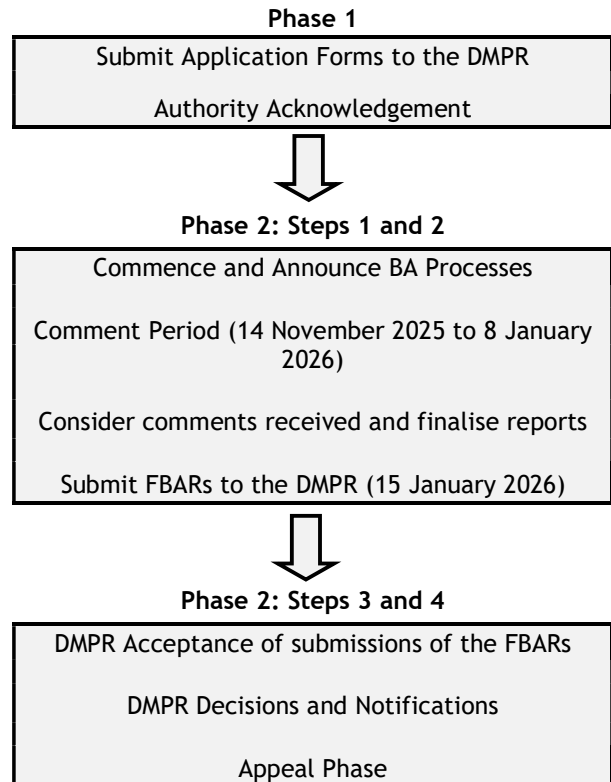 Phase 1
Submit Application Forms to the DMPR
Authority Acknowledgement
Phase 2: Steps 1 and 2
Commence and Announce BA Processes
Comment Period (14 November 2025 to 8 January
2026)
Consider comments received and finalise reports
Submit FBARs to the DMPR (15 January 2026)
Phase 2: Steps 3 and 4
DMPR Acceptance of submissions of the FBARs
DMPR Decisions and Notifications
Appeal Phase